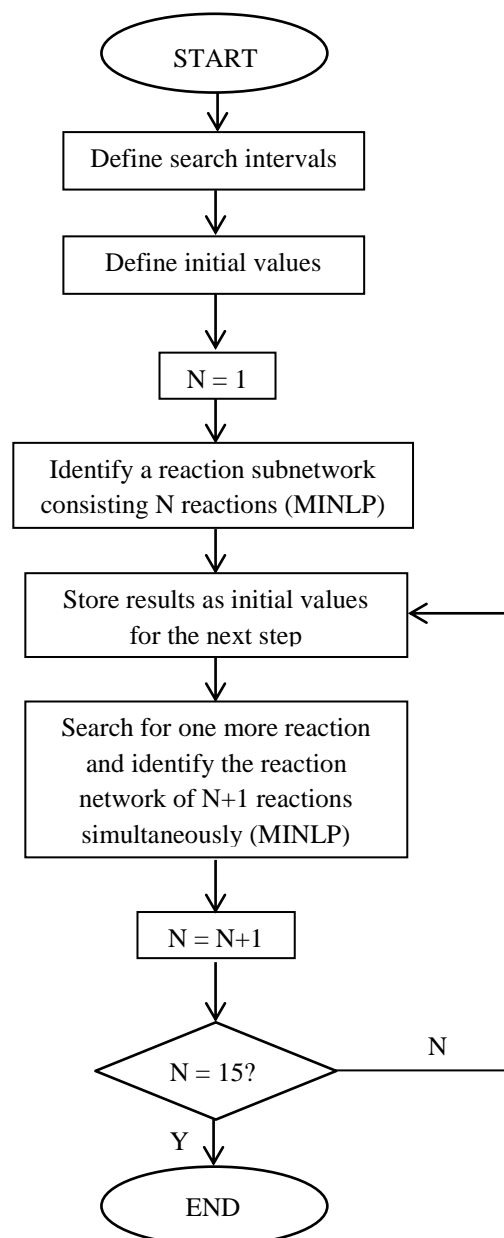 START
Define search intervals
Define initial values
N = 1
Identify a reaction subnetwork
consisting N reactions (MINLP)
Store results as initial values
for the next step
Search for one more reaction
and identify the reaction
network of N+1 reactions
simultaneously (MINLP)
N = N+1
N = 15?
N
Y
END